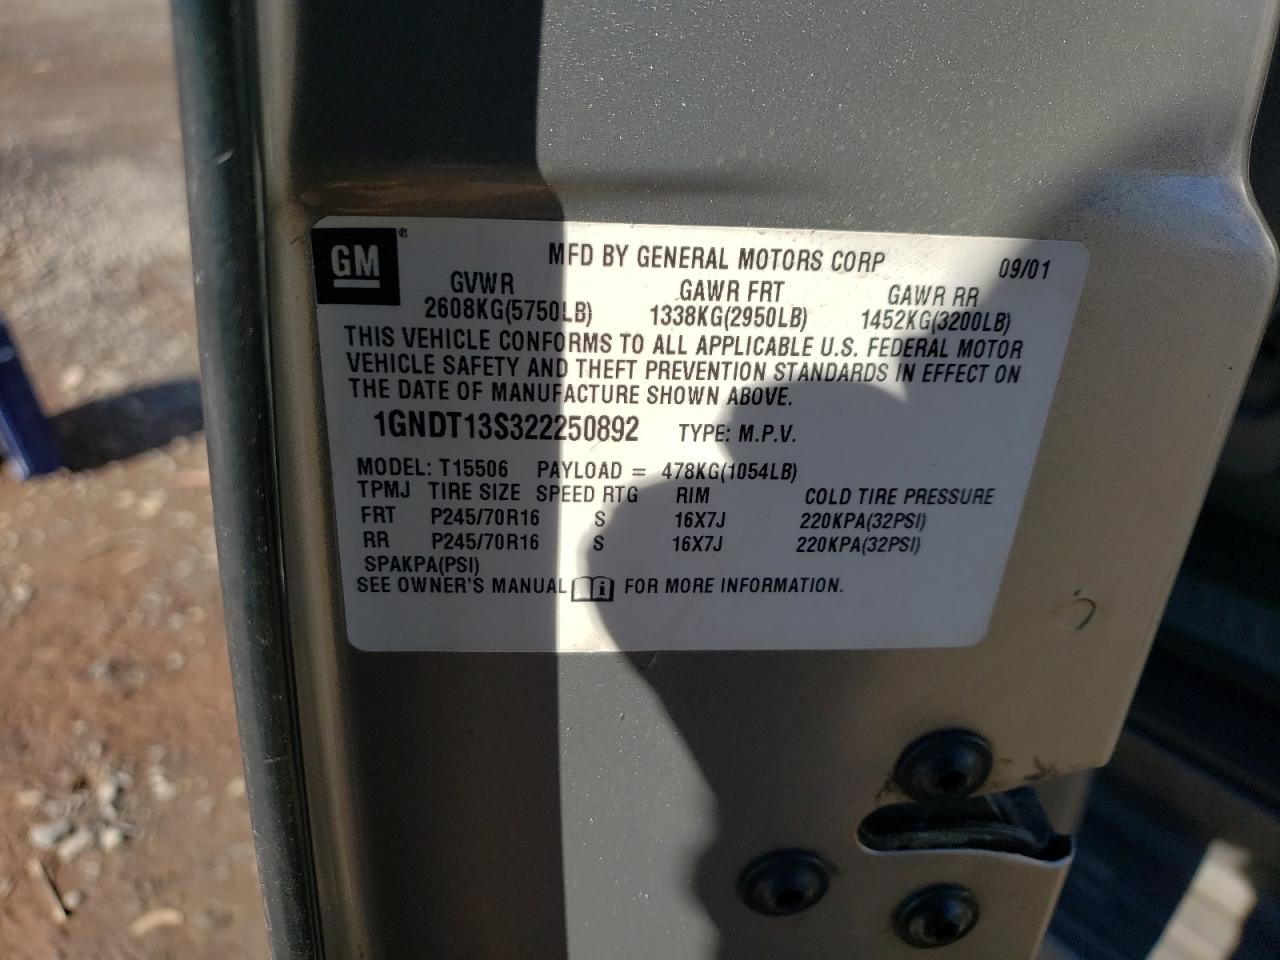 GM ®
MFD BY GENERAL MOTORS CORP 09/01
GVWR GAWR FRT GAWR RR
2608KG(5750LB) 1338KG(2950LB) 1452KG(3200LB)
THIS VEHICLE CONFORMS TO ALL APPLICABLE U.S. FEDERAL MOTOR
VEHICLE SAFETY AND THEFT PREVENTION STANDARDS IN EFFECT ON
THE DATE OF MANUFACTURE SHOWN ABOVE.
1GNDT13S322250892 TYPE: M.P.V.
MODEL: T15506 PAYLOAD = 478KG(1054LB)
TPMJ TIRE SIZE SPEED RTG RIM COLD TIRE PRESSURE
FRT P245/70R16 S 16X7J 220KPA(32PSI)
RR P245/70R16 S 16X7J 220KPA(32PSI)
SPAKPA(PSI)
SEE OWNER'S MANUAL i FOR MORE INFORMATION.